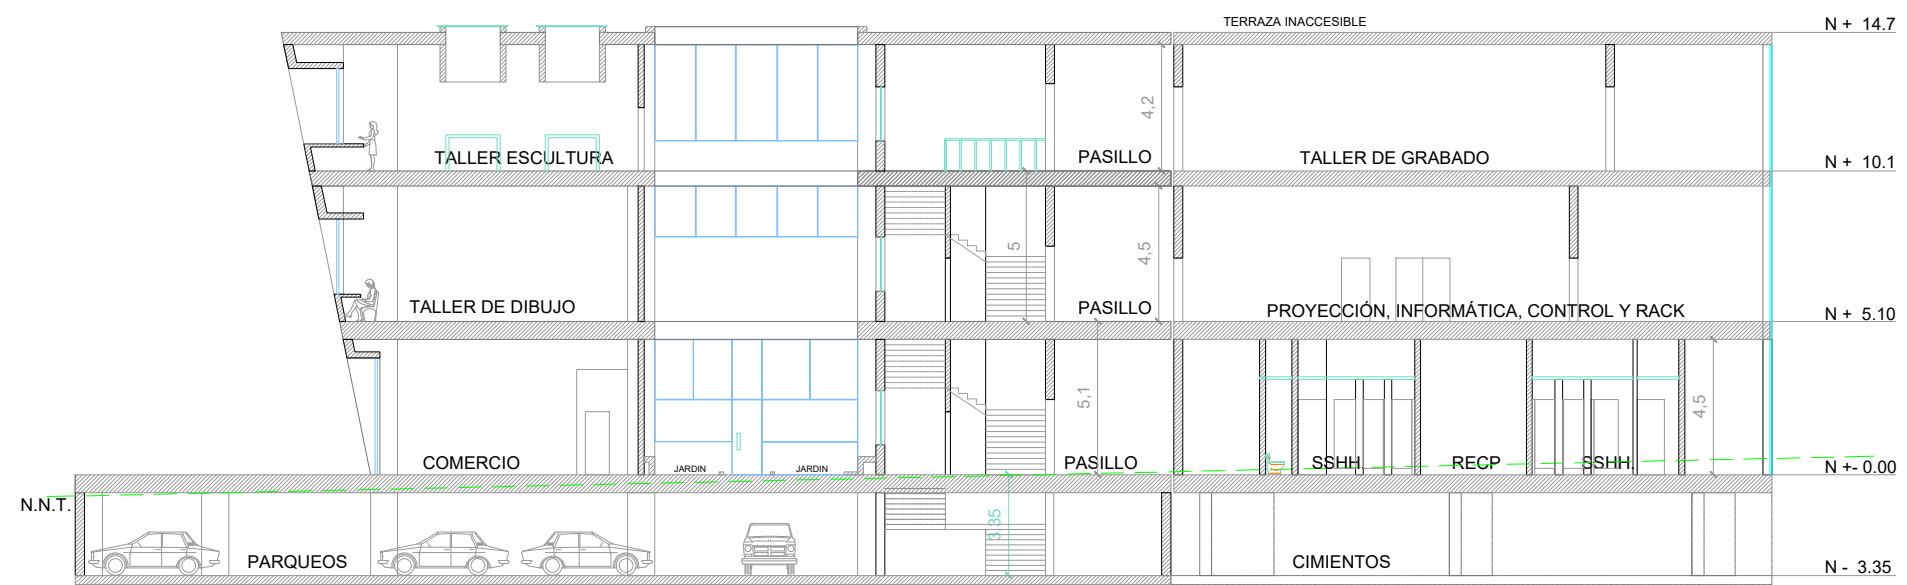 TERRAZA INACCESIBLE
N + 14.7
4,2
TALLER ESCULTURA
PASILLO
TALLER DE GRABADO
N + 10.1
5
4,5
TALLER DE DIBUJO
PASILLO
PROYECCIÓN, INFORMÁTICA, CONTROL Y RACK
N + 5.10
5,1
4,5
COMERCIO
JARDIN
JARDIN
PASILLO
SSHH.
RECP
SSHH.
N +- 0.00
N.N.T.
3.35
PARQUEOS
CIMIENTOS
N - 3.35